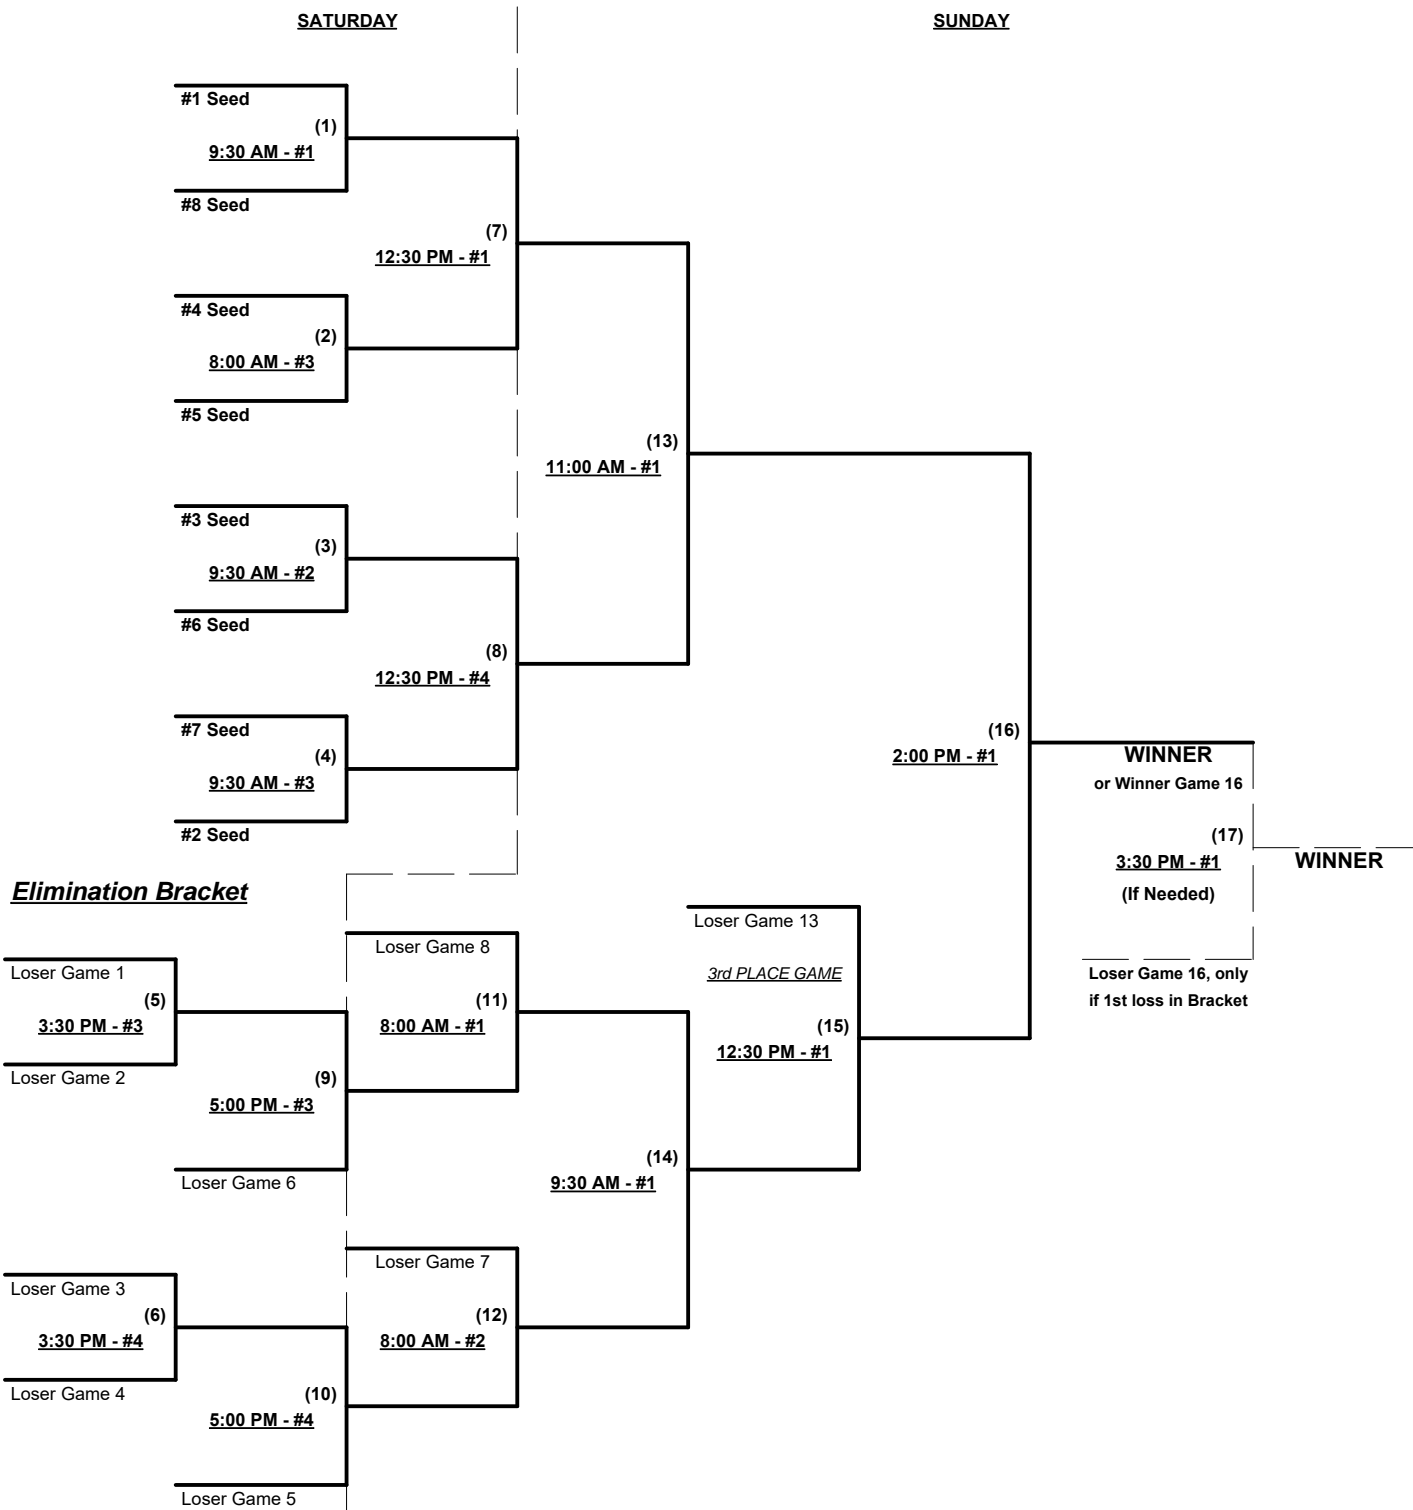 SATURDAY
SUNDAY
#1 Seed
(1)
9:30 AM - #1
#8 Seed
(7)
12:30 PM - #1
#4 Seed
(2)
8:00 AM - #3
#5 Seed
(13)
11:00 AM - #1
#3 Seed
(3)
9:30 AM - #2
#6 Seed
(8)
12:30 PM - #4
#7 Seed
(4)
9:30 AM - #3
#2 Seed
(16)
2:00 PM - #1
WINNER
or Winner Game 16
(17)
3:30 PM - #1
(If Needed)
WINNER
Loser Game 16, only
if 1st loss in Bracket
Elimination Bracket
Loser Game 1
(5)
3:30 PM - #3
Loser Game 2
(9)
5:00 PM - #3
Loser Game 6
Loser Game 8
(11)
8:00 AM - #1
Loser Game 13
3rd PLACE GAME
(15)
12:30 PM - #1
(14)
9:30 AM - #1
Loser Game 7
(12)
8:00 AM - #2
Loser Game 3
(6)
3:30 PM - #4
Loser Game 4
(10)
5:00 PM - #4
Loser Game 5